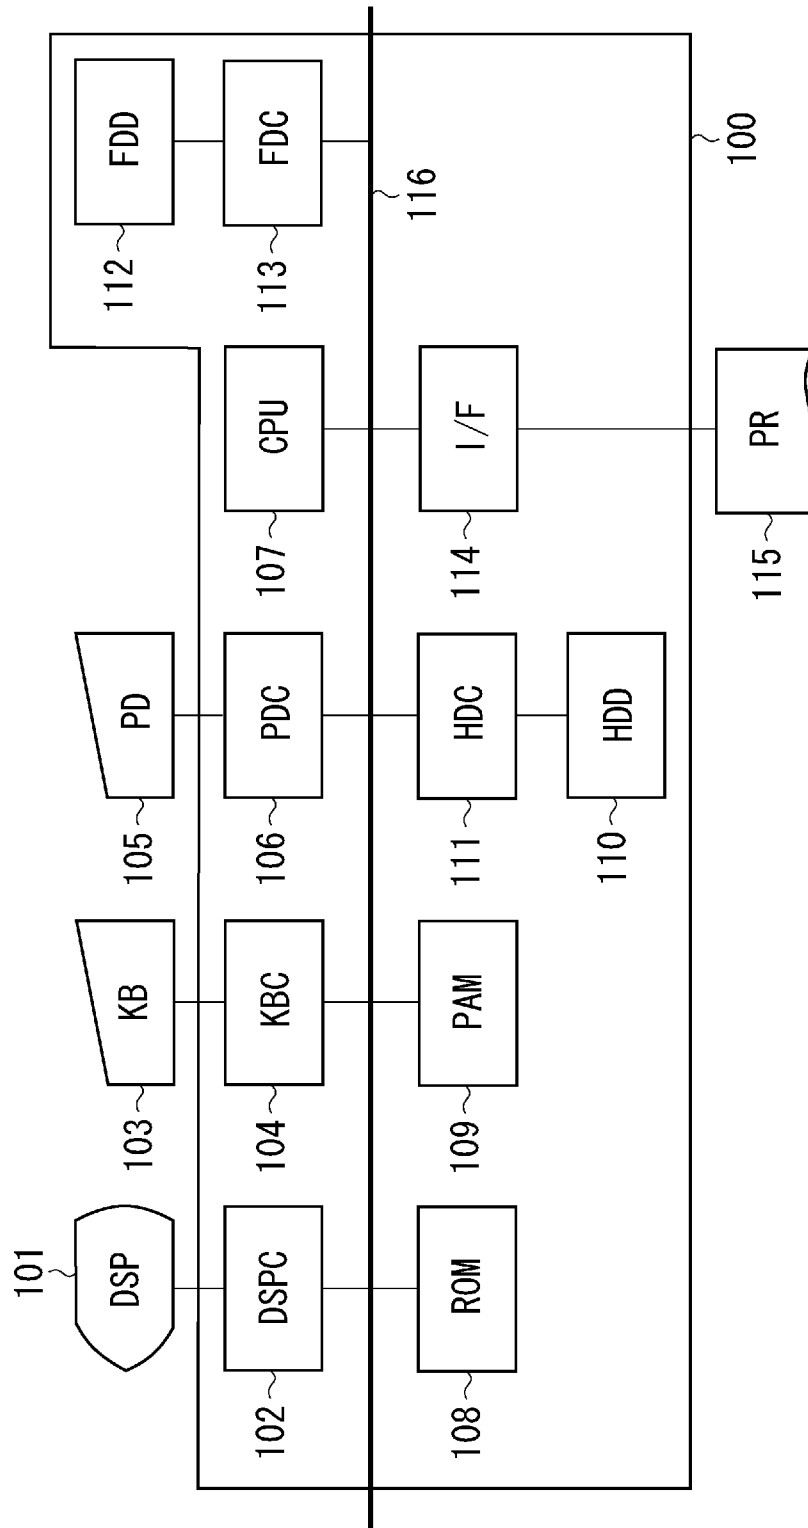 101
DSP
103
KB
105
PD
112
FDD
102
DSPC
104
KBC
106
PDC
107
CPU
113
FDC
116
108
ROM
109
PAM
111
HDC
114
I/F
110
HDD
100
115
PR